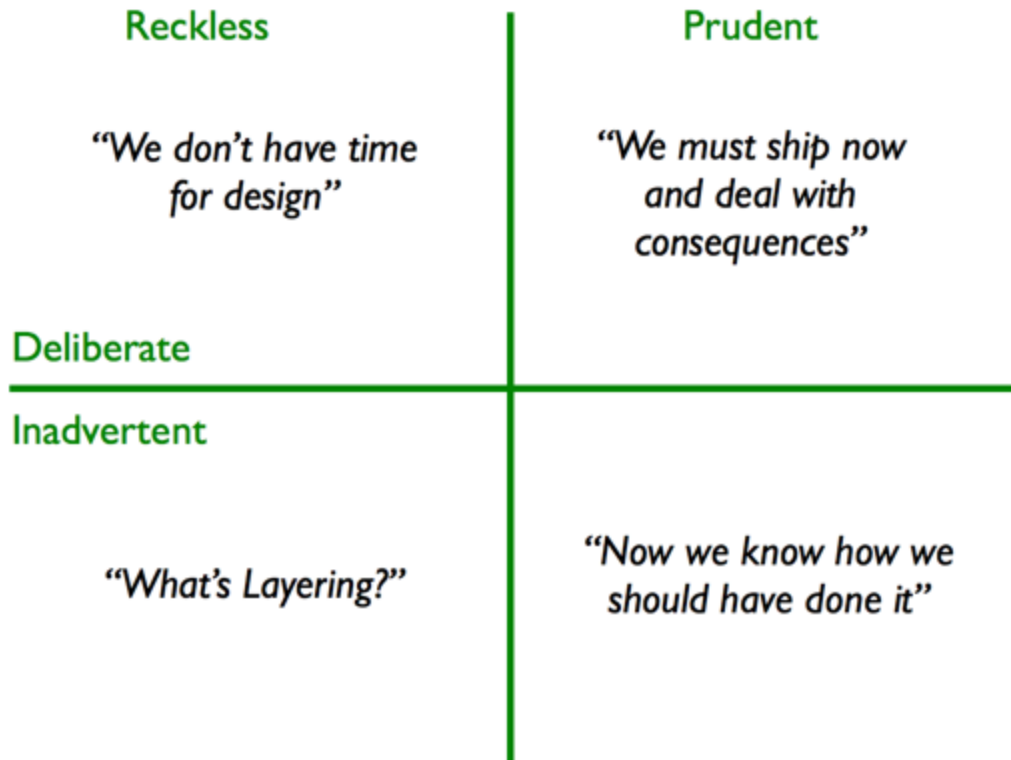 Reckless
Prudent
“We don’t have time
for design”
“We must ship now
and deal with
consequences”
Deliberate
Inadvertent
“What’s Layering?”
“Now we know how we
should have done it”